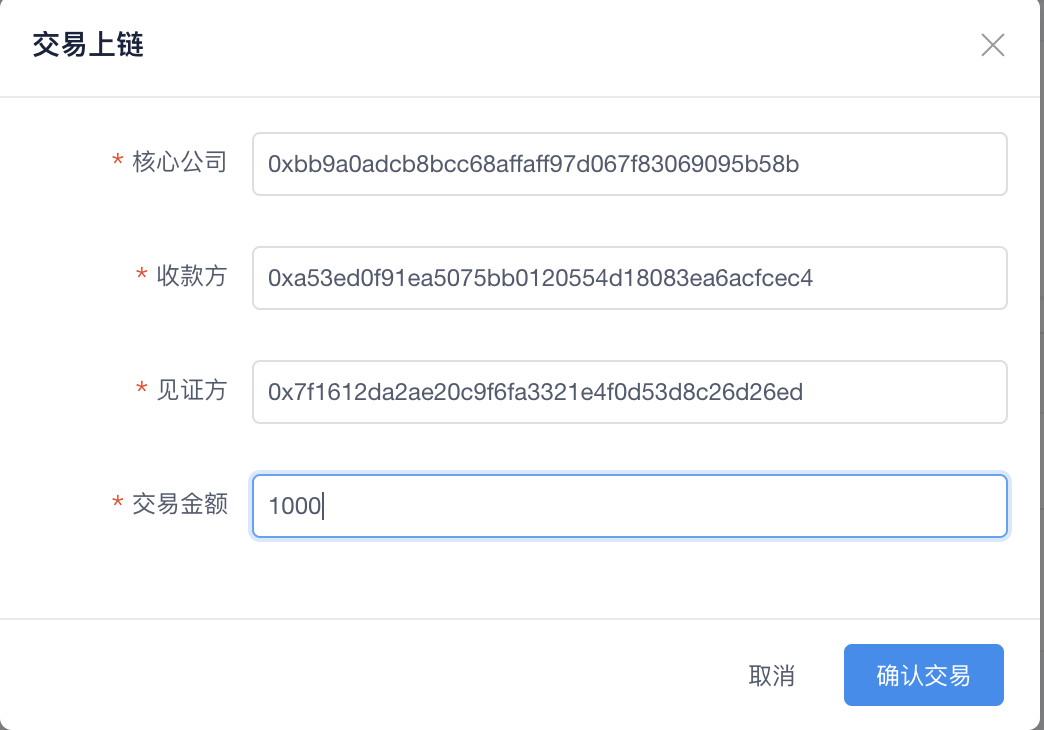 交易上链
* 核心公司 0xbb9a0adcb8bcc68affaff97d067f83069095b58b
* 收款方 0xa53ed0f91ea5075bb0120554d18083ea6acfcec4
* 见证方 0x7f1612da2ae20c9f6fa3321e4f0d53d8c26d26ed
* 交易金额 1000
取消 确认交易